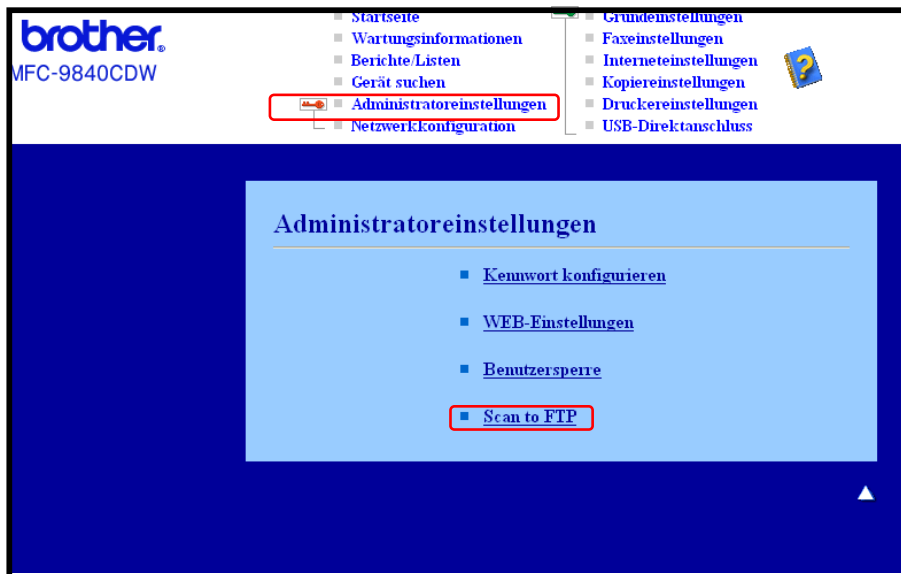 brother®
MFC-9840CDW
Startseite
Wartungsinformationen
Berichte/Listen
Gerät suchen
Administratoreinstellungen
Netzwerkkonfiguration
Grundeinstellungen
Faxeinstellungen
Interneteinstellungen
Kopiereinstellungen
Druckereinstellungen
USB-Direktanschluss
?
Administratoreinstellungen
Kennwort konfigurieren
WEB-Einstellungen
Benutzersperre
Scan to FTP